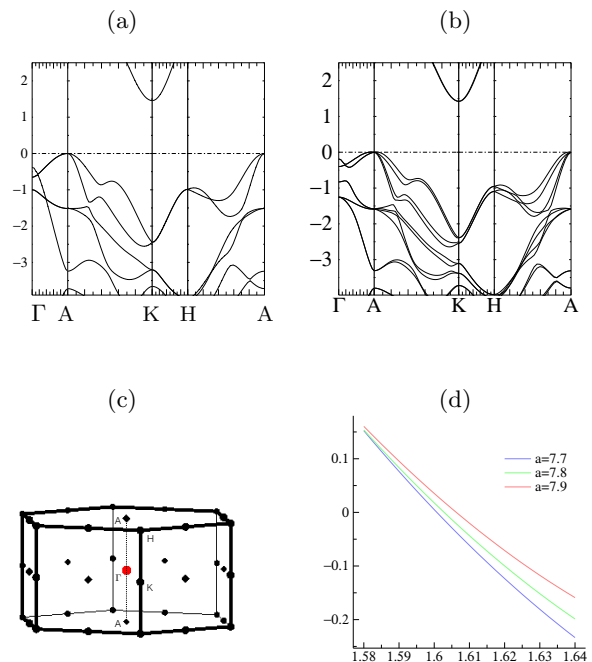 (a)
(b)
2
1
0
−1
−2
−3
Γ A K H A
2
1
0
−1
−2
−3
Γ A K H A
(c)
(d)
A
H
Γ
K
A
0.1
0
−0.1
−0.2
a=7.7
a=7.8
a=7.9
1.58 1.59 1.6 1.61 1.62 1.63 1.64